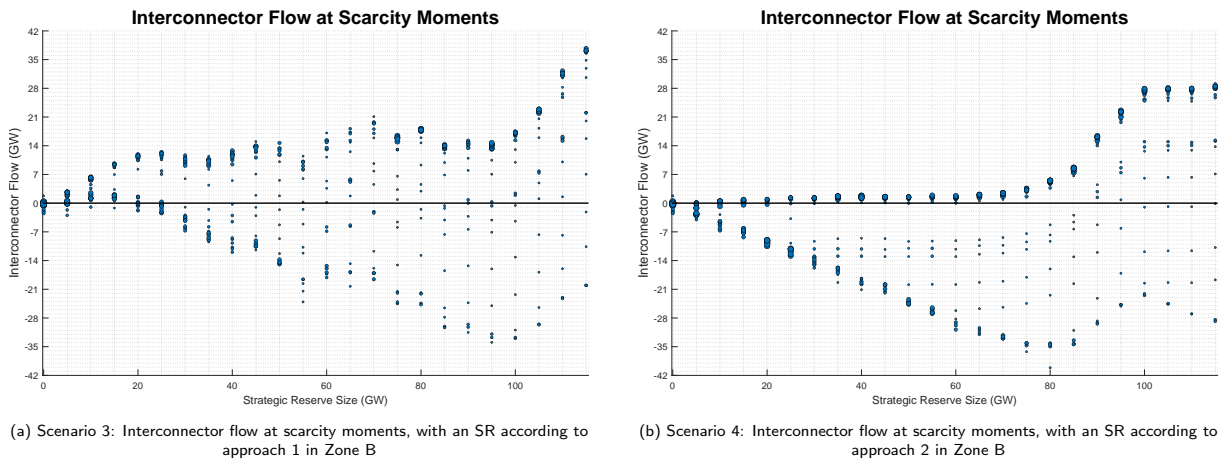 Interconnector Flow at Scarcity Moments
42
35
28
21
14
7
0
-7
-14
-21
-28
-35
-42
Interconnector Flow (GW)
0 20 40 60 80 100
Strategic Reserve Size (GW)
(a) Scenario 3: Interconnector flow at scarcity moments, with an SR according to
approach 1 in Zone B
Interconnector Flow at Scarcity Moments
42
35
28
21
14
7
0
-7
-14
-21
-28
-35
-42
Interconnector Flow (GW)
0 20 40 60 80 100
Strategic Reserve Size (GW)
(b) Scenario 4: Interconnector flow at scarcity moments, with an SR according to
approach 2 in Zone B